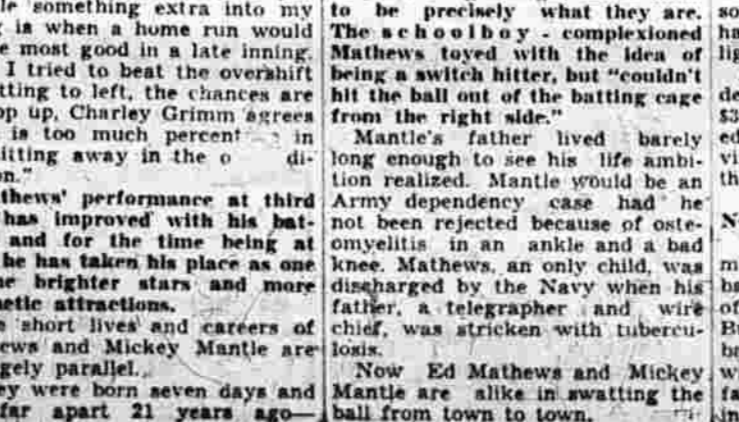 le something extra into my
is when a home run would
e most good in a late inning.
I tried to beat the overshift
tting to left, the chances are
op up, Charley Grimm agrees
is too much percent in
itting away in the o di-
on."
thews' performance at third
has improved with his bat-
and for the time being at
he has taken his place as one
he brighter stars and more
netic attractions.
e short lives and careers of
ews and Mickey Mantle are
gely parallel.
ey were born seven days and
far apart 21 years ago—
to be precisely what they are.
The schoolboy - complexioned
Mathews toyed with the idea of
being a switch hitter, but "couldn't
hit the ball out of the batting cage
from the right side."
Mantle's father lived barely
long enough to see his life ambi-
tion realized. Mantle would be an
Army dependency case had he
not been rejected because of oste-
omyelitis in an ankle and a bad
knee. Mathews, an only child, was
discharged by the Navy when his
father, a telegrapher and wire
chief, was stricken with tubercu-
losis.
Now Ed Mathews and Mickey
Mantle are alike in swatting the
ball from town to town.